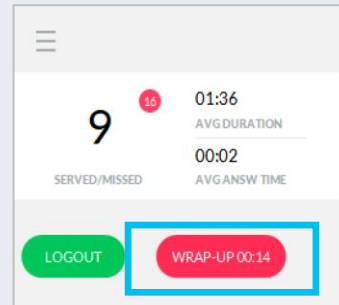 16
9
01:36
AVG DURATION
00:02
SERVED/MISSED
AVG ANSW TIME
LOGOUT
WRAP-UP 00:14